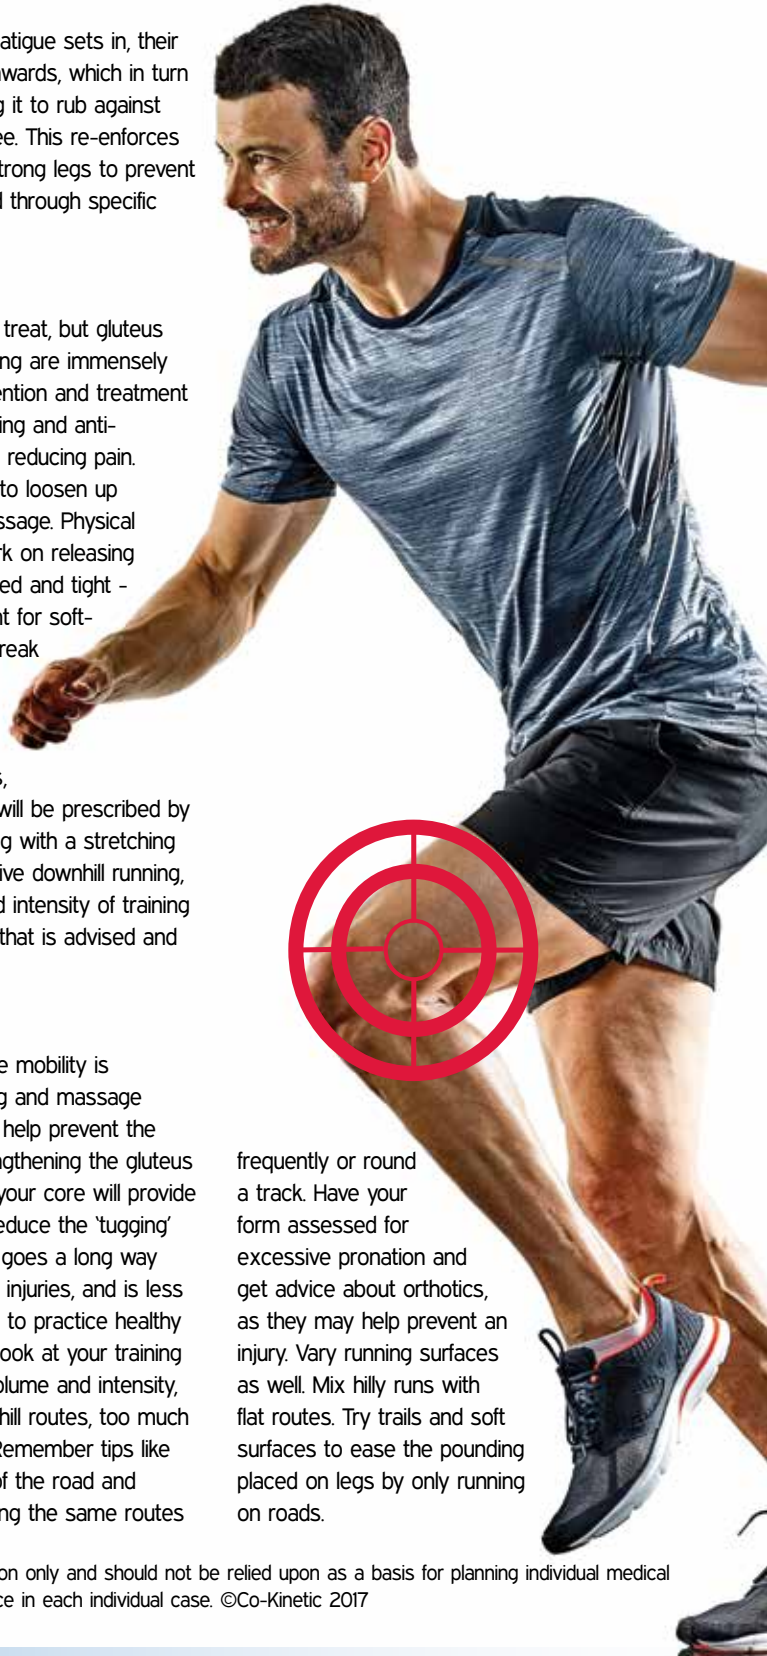 atigue sets in, their
wards, which in turn
g it to rub against
ee. This re-enforces
trong legs to prevent
d through specific
treat, but gluteus
ng are immensely
ention and treatment
ing and anti-
reducing pain.
to loosen up
ssage. Physical
rk on releasing
ed and tight -
nt for soft-
reak
s,
will be prescribed by
g with a stretching
ive downhill running,
d intensity of training
that is advised and
e mobility is
g and massage
help prevent the
ngthening the gluteus
your core will provide
educe the ‘tugging’
goes a long way
injuries, and is less
to practice healthy
ook at your training
olume and intensity,
hill routes, too much
Remember tips like
of the road and
ng the same routes
frequently or round
a track. Have your
form assessed for
excessive pronation and
get advice about orthotics,
as they may help prevent an
injury. Vary running surfaces
as well. Mix hilly runs with
flat routes. Try trails and soft
surfaces to ease the pounding
placed on legs by only running
on roads.
on only and should not be relied upon as a basis for planning individual medical
ce in each individual case. ©Co-Kinetic 2017